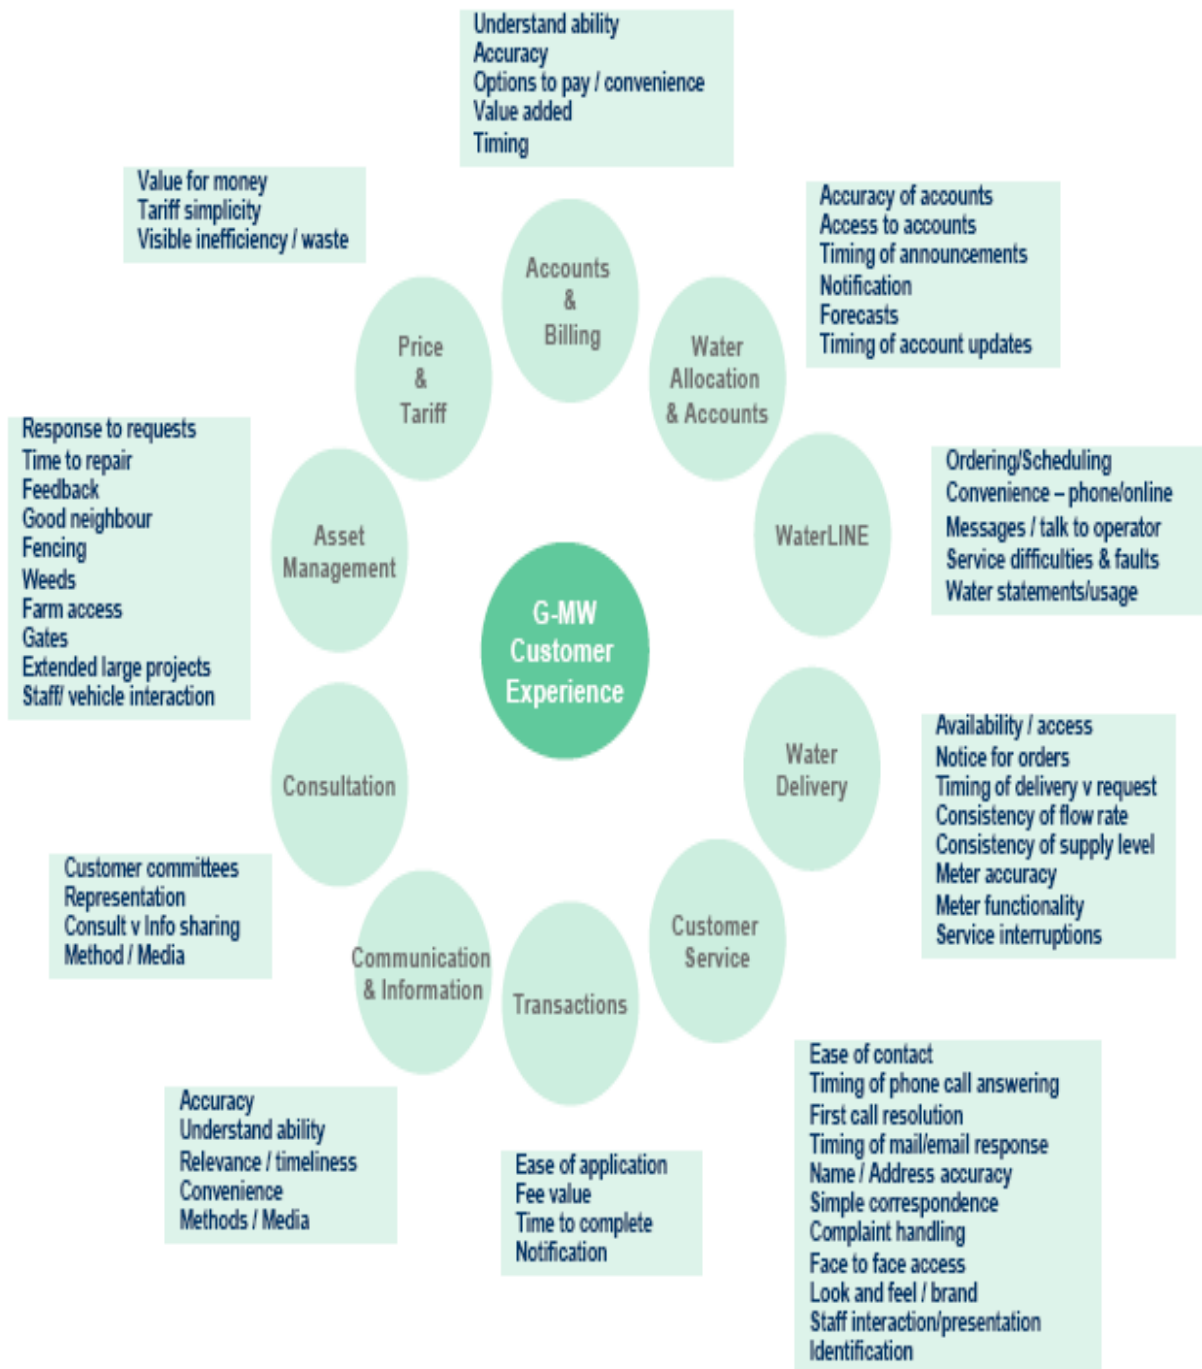 Understand ability
Accuracy
Options to pay / convenience
Value added
Timing
Value for money
Tariff simplicity
Visible inefficiency / waste
Accuracy of accounts
Access to accounts
Timing of announcements
Notification
Forecasts
Timing of account updates
Accounts
&
Billing
Price
&
Tariff
Water
Allocation
& Accounts
Response to requests
Time to repair
Feedback
Good neighbour
Fencing
Weeds
Farm access
Gates
Extended large projects
Staff/ vehicle interaction
Asset
Management
WaterLINE
Ordering/Scheduling
Convenience – phone/online
Messages / talk to operator
Service difficulties & faults
Water statements/usage
G-MW
Customer
Experience
Consultation
Water
Delivery
Availability / access
Notice for orders
Timing of delivery v request
Consistency of flow rate
Consistency of supply level
Meter accuracy
Meter functionality
Service interruptions
Customer committees
Representation
Consult v Info sharing
Method / Media
Communication
& Information
Transactions
Customer
Service
Accuracy
Understand ability
Relevance / timeliness
Convenience
Methods / Media
Ease of application
Fee value
Time to complete
Notification
Ease of contact
Timing of phone call answering
First call resolution
Timing of mail/email response
Name / Address accuracy
Simple correspondence
Complaint handling
Face to face access
Look and feel / brand
Staff interaction/presentation
Identification